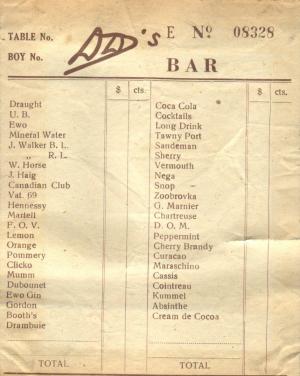 TABLE No. DAD's E № 08328
BOY No.
BAR
$ cts. $ cts.
Draught
U. B.
Ewo
Mineral Water
J. Walker B. L.
„ R. L.
W. Horse
J. Haig
Canadian Club
Vat. 69
Hennessy
Martell
F. O. V.
Lemon
Orange
Pommery
Clicko
Mumm
Dubounet
Ewo Gin
Gordon
Booth's
Drambuie
TOTAL
Coca Cola
Cocktails
Long Drink
Tawny Port
Sandeman
Sherry
Vermouth
Nega
Snop
Zoobrovka
G. Marnier
Chartreuse
D. O. M.
Peppermint
Cherry Brandy
Curacao
Maraschino
Cassis
Cointreau
Kummel
Absinthe
Cream de Cocoa
TOTAL